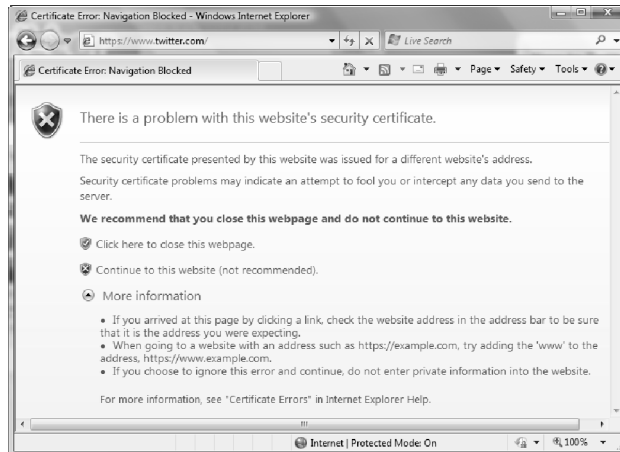 Certificate Error: Navigation Blocked - Windows Internet Explorer
https://www.twitter.com/
Live Search
Certificate Error: Navigation Blocked
Page
Safety
Tools
There is a problem with this website's security certificate.
The security certificate presented by this website was issued for a different website's address.
Security certificate problems may indicate an attempt to fool you or intercept any data you send to the
server.
We recommend that you close this webpage and do not continue to this website.
Click here to close this webpage.
Continue to this website (not recommended).
More information
• If you arrived at this page by clicking a link, check the website address in the address bar to be sure
that it is the address you were expecting.
• When going to a website with an address such as https://example.com, try adding the 'www' to the
address, https://www.example.com.
• If you choose to ignore this error and continue, do not enter private information into the website.
For more information, see "Certificate Errors" in Internet Explorer Help.
Internet | Protected Mode: On
100%